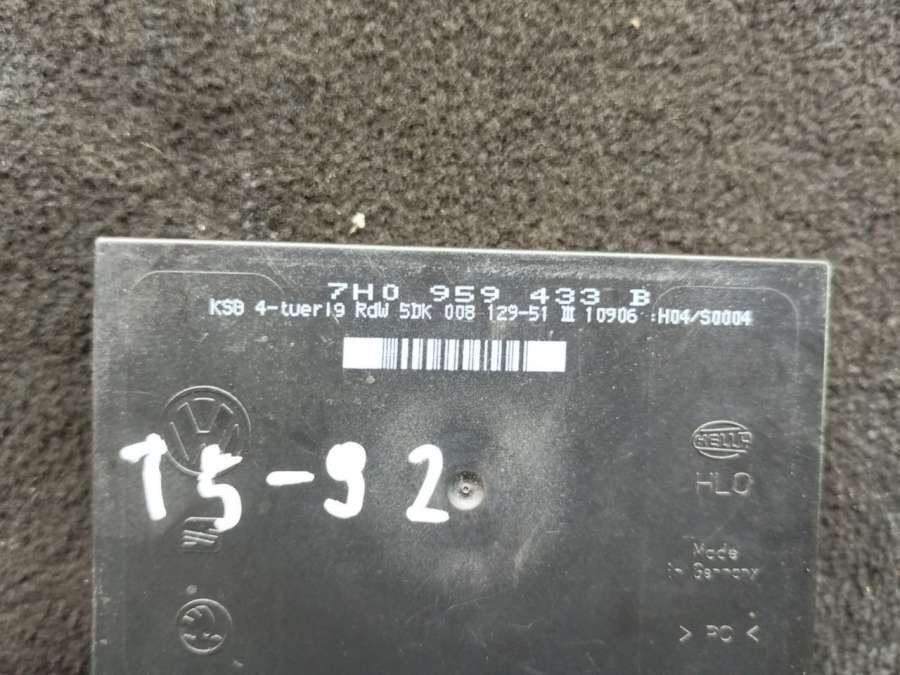 7H0 959 433 B
KSG 4-tuerig RdW 5DK 008 129-51 III 10906 :H04/S0004
HELLA
HLO
T5-92
Made
in Germany
> PC <